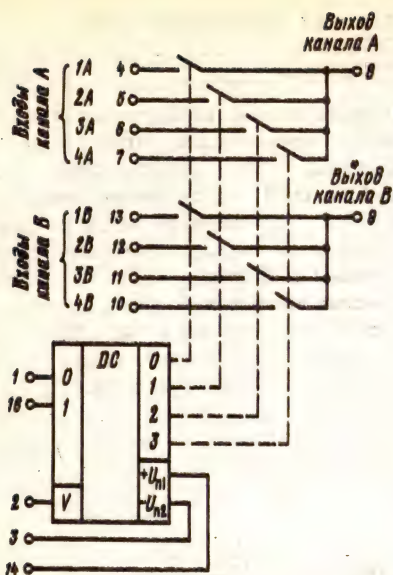 Выход
канала А
Входы
канала А
1А 4
2А 5
3А 6
4А 7
8
Выход
канала В
Входы
канала Б
1В 13
2В 12
3В 11
4В 10
9
DC
1 0
16 1
2 V
0
1
2
3
+Uп1
-Uп2
3
14